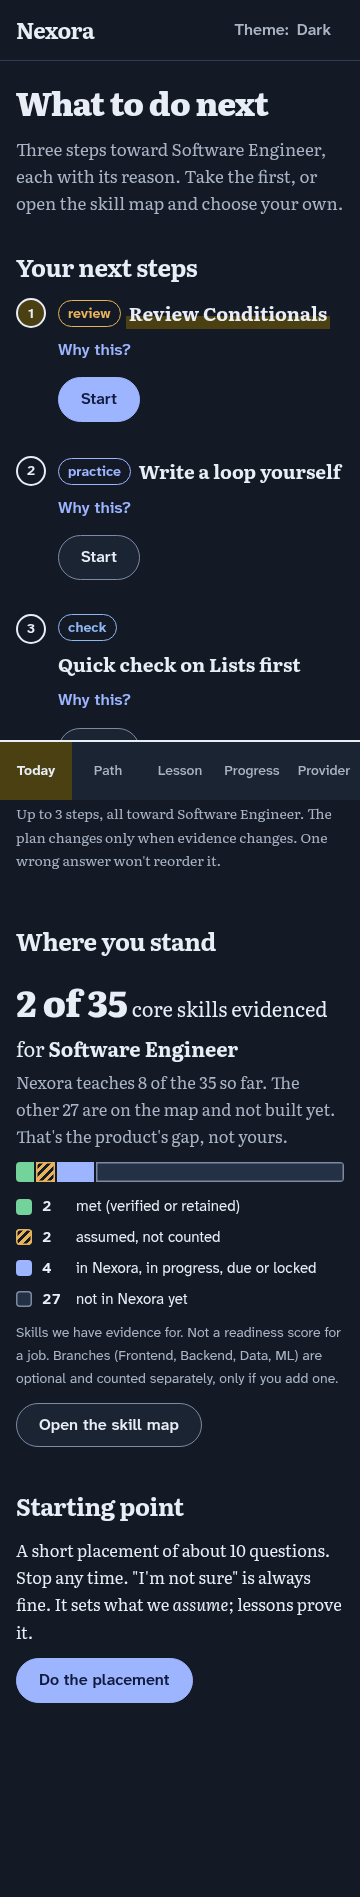 Nexora
Theme: Dark
What to do next
Three steps toward Software Engineer,
each with its reason. Take the first, or
open the skill map and choose your own.
Your next steps
1 review Review Conditionals
Why this?
Start
2 practice Write a loop yourself
Why this?
Start
3 check
Quick check on Lists first
Why this?
Today Path Lesson Progress Provider
Up to 3 steps, all toward Software Engineer. The
plan changes only when evidence changes. One
wrong answer won't reorder it.
Where you stand
2 of 35 core skills evidenced
for Software Engineer
Nexora teaches 8 of the 35 so far. The
other 27 are on the map and not built yet.
That's the product's gap, not yours.
2 met (verified or retained)
2 assumed, not counted
4 in Nexora, in progress, due or locked
27 not in Nexora yet
Skills we have evidence for. Not a readiness score for
a job. Branches (Frontend, Backend, Data, ML) are
optional and counted separately, only if you add one.
Open the skill map
Starting point
A short placement of about 10 questions.
Stop any time. "I'm not sure" is always
fine. It sets what we assume; lessons prove
it.
Do the placement